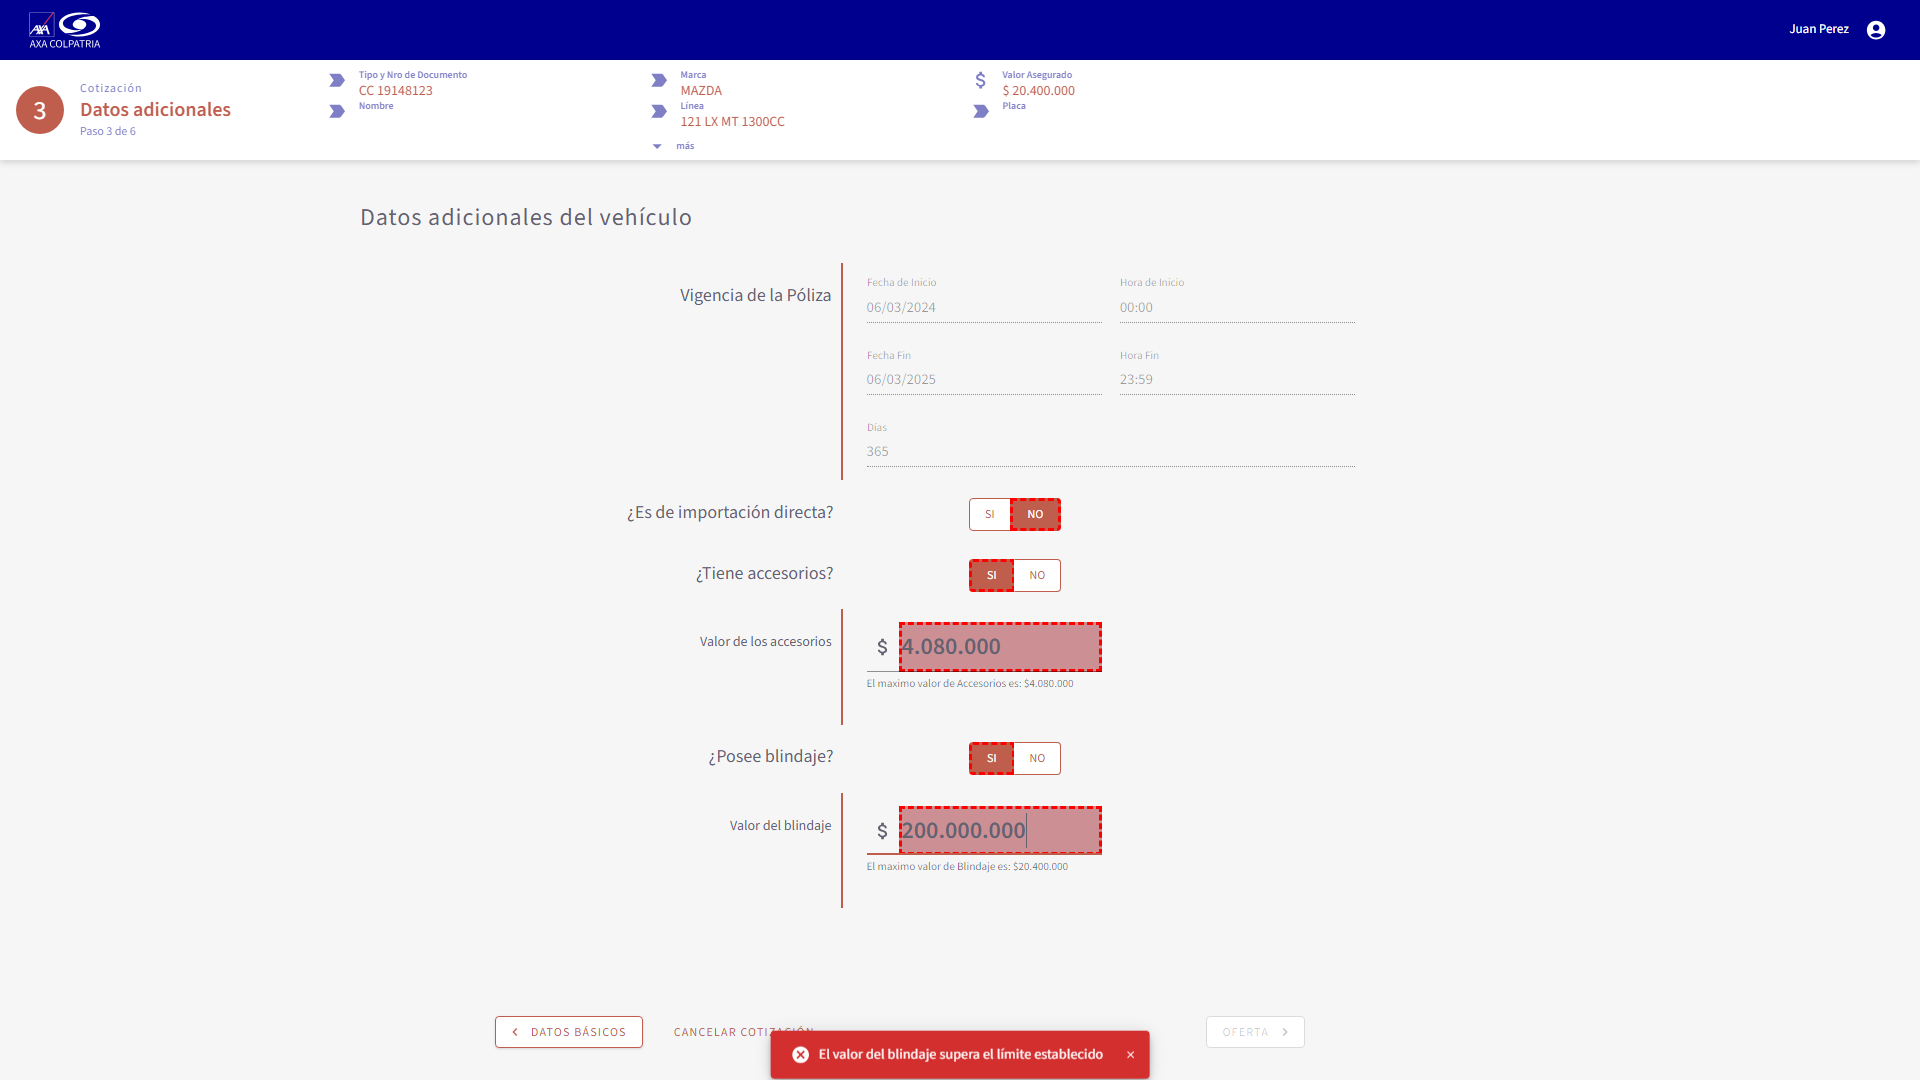 AXA
AXA COLPATRIA
Juan Perez
3
Cotización
Datos adicionales
Paso 3 de 6
Tipo y Nro de Documento
CC 19148123
Nombre
Marca
MAZDA
Línea
121 LX MT 1300CC
más
Valor Asegurado
$ 20.400.000
Placa
Datos adicionales del vehículo
Vigencia de la Póliza
Fecha de Inicio
06/03/2024
Hora de Inicio
00:00
Fecha Fin
06/03/2025
Hora Fin
23:59
Días
365
¿Es de importación directa?
SI NO
¿Tiene accesorios?
SI NO
Valor de los accesorios
$ 4.080.000
El maximo valor de Accesorios es: $4.080.000
¿Posee blindaje?
SI NO
Valor del blindaje
$ 200.000.000
El maximo valor de Blindaje es: $20.400.000
DATOS BÁSICOS
CANCELAR COTIZACIÓN
OFERTA
El valor del blindaje supera el límite establecido